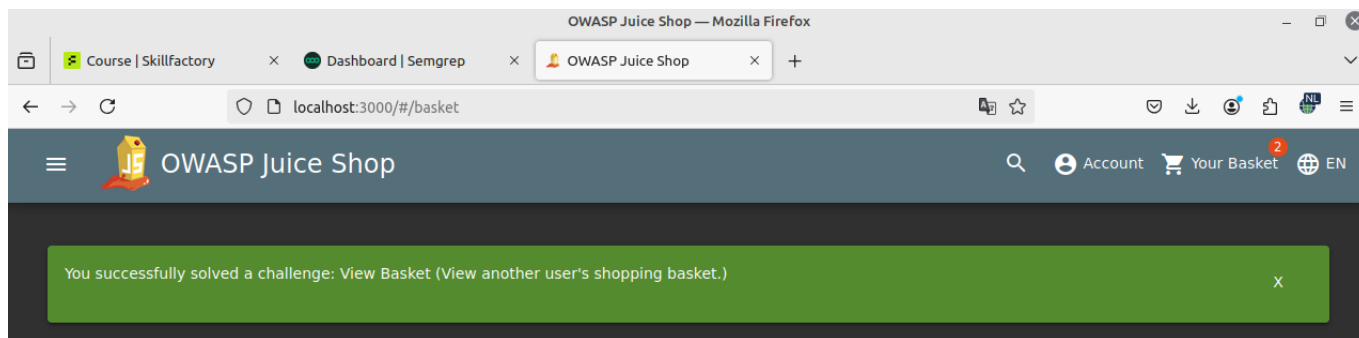 OWASP Juice Shop — Mozilla Firefox
Course | Skillfactory
Dashboard | Semgrep
OWASP Juice Shop
localhost:3000/#/basket
NL
OWASP Juice Shop
Account
Your Basket
2
EN
You successfully solved a challenge: View Basket (View another user's shopping basket.)
X